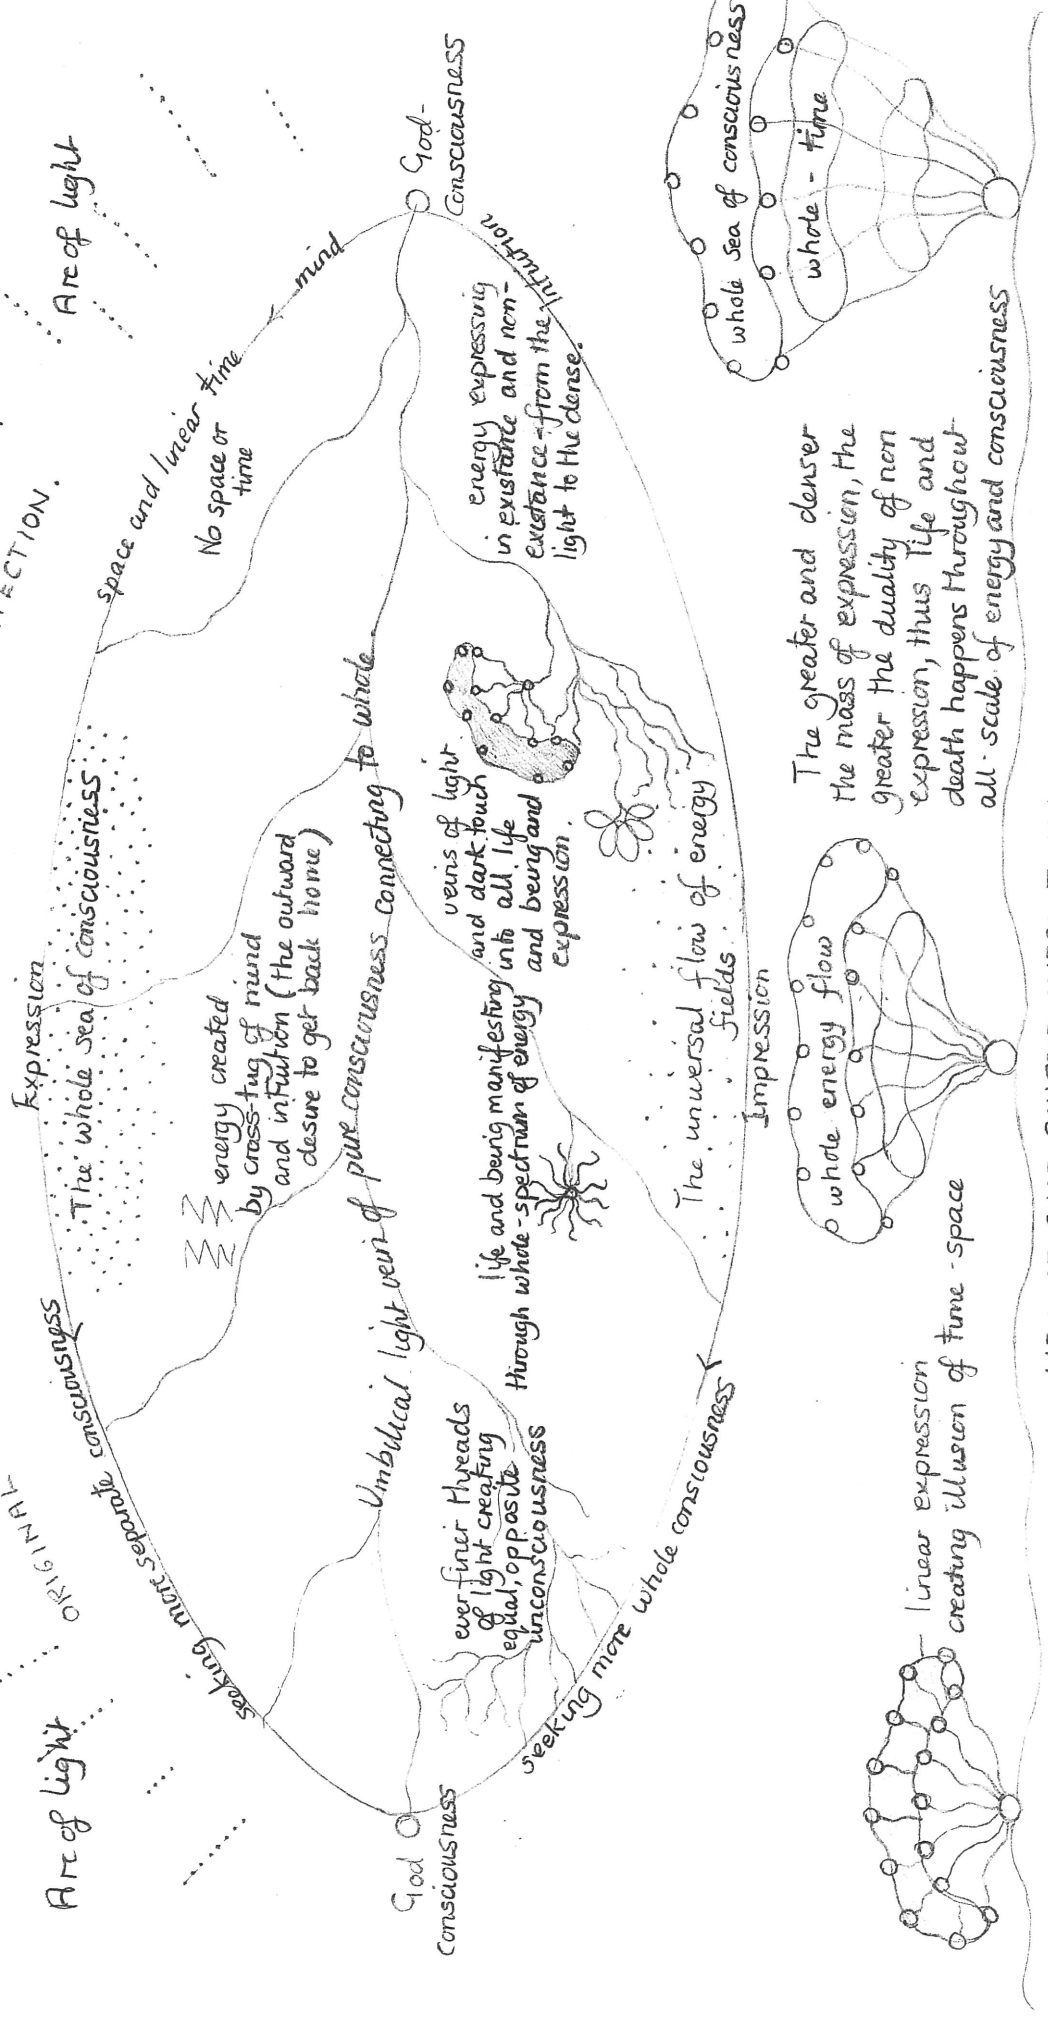 ORIGINAL
ECTION.
Arc of light
Arc of light
Expression
seeking more separate consciousness
The whole sea of consciousness
space and linear time
mind
No space or
time
energy created
by cross-tug of mind
and intuition (the outward
desire to get back home)
Umbilical light vein of pure consciousness connecting to whole
God
consciousness
God-
Consciousness
ever finer threads
of light creating
equal, opposite
unconsciousness
life and being manifesting
through whole-spectrum of energy
veins of light
and dark touch
into all life
and being and
expression.
energy expressing
in existance and non-
existance - from the
light to the dense.
intuition
The universal flow of energy
fields
seeking more whole consciousness
Impression
linear expression
creating illusion of time-space
whole energy flow
The greater and denser
the mass of expression, the
greater the duality of non
expression, thus life and
death happens throughout
all-scale of energy and consciousness
whole sea of consciousness
whole-time